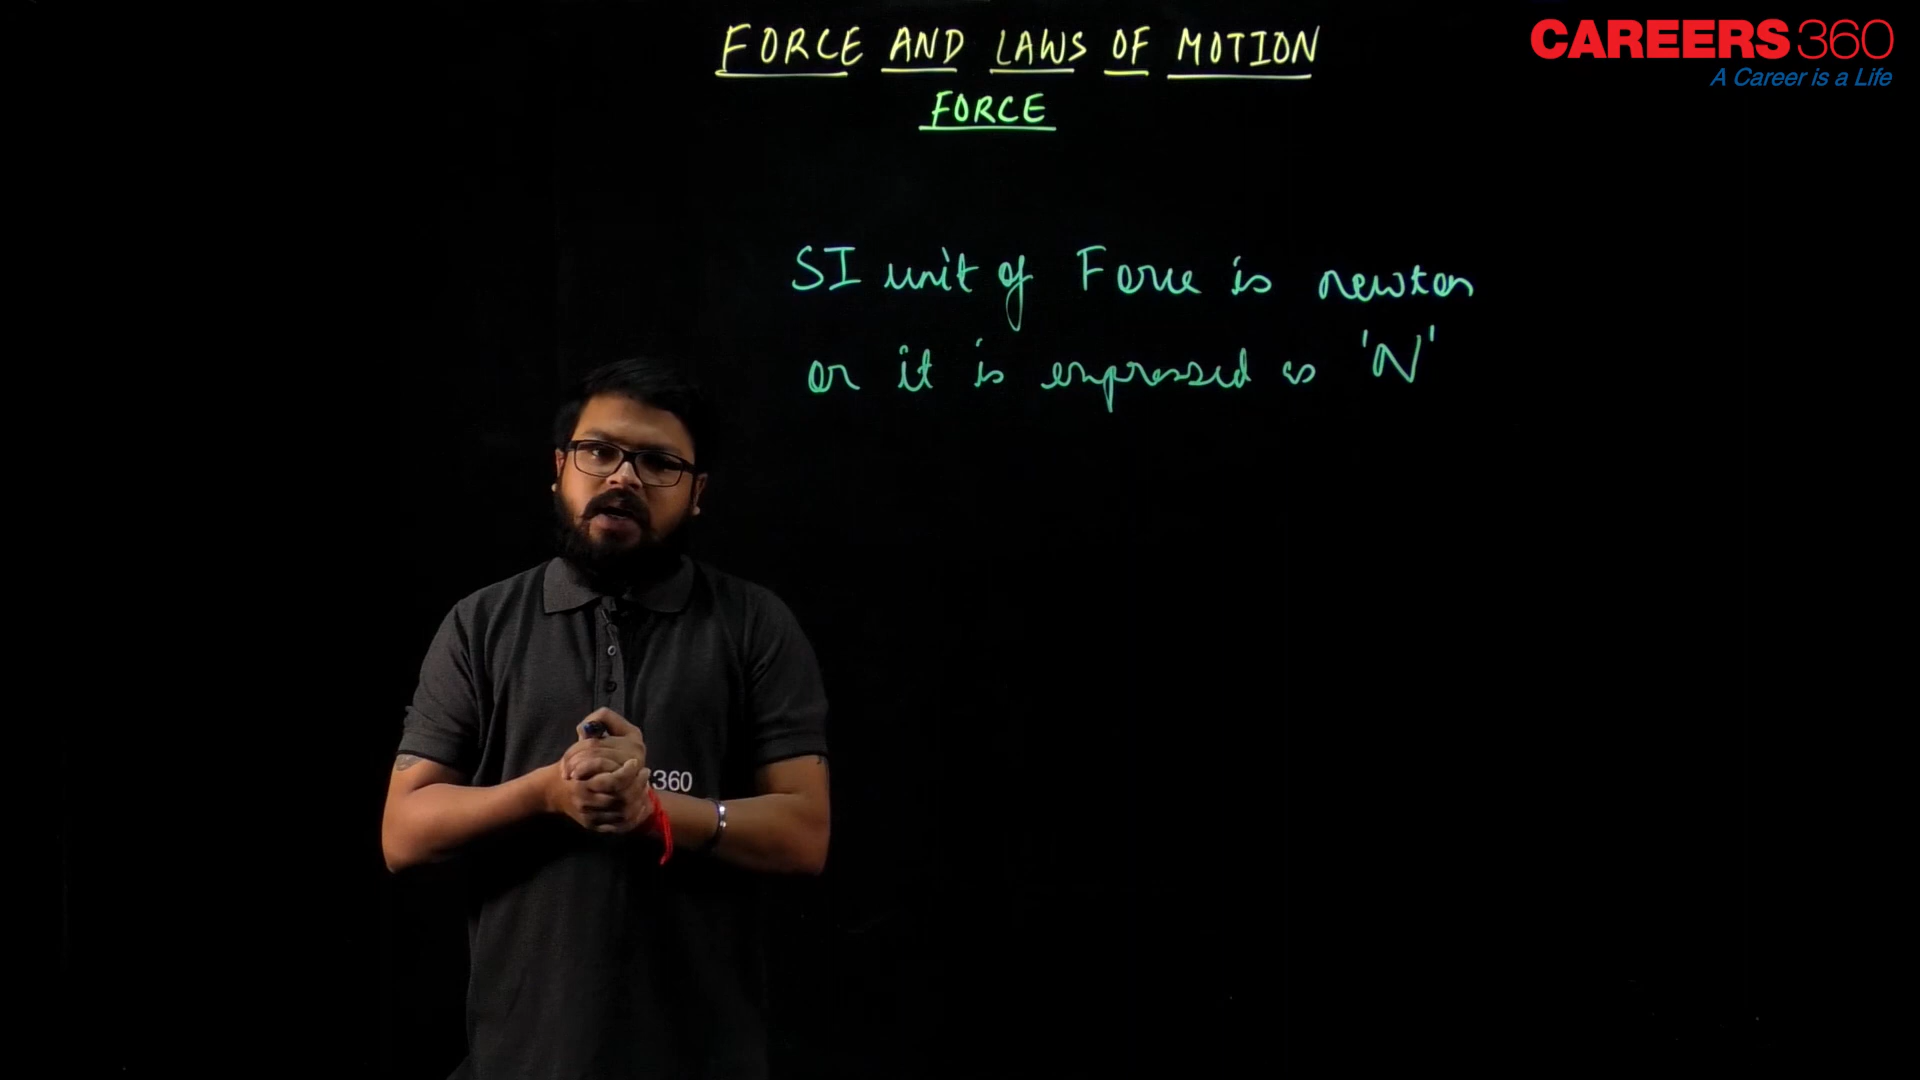 FORCE AND LAWS OF MOTION
CAREERS360
A Career is a Life
FORCE
SI unit of Force is newton
or it is expressed as 'N'
360